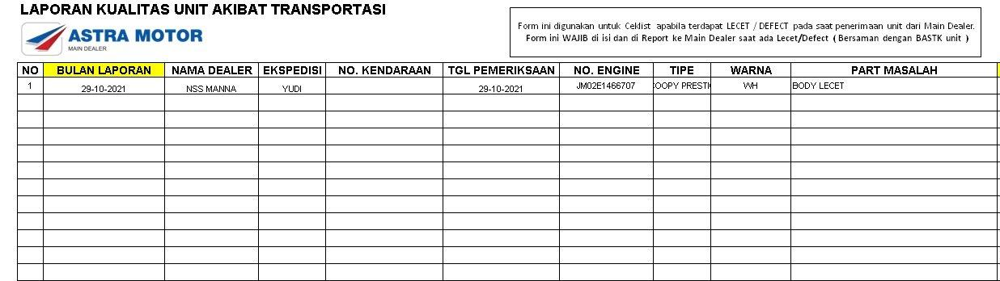 LAPORAN KUALITAS UNIT AKIBAT TRANSPORTASI
ASTRA MOTOR
MAIN DEALER
Form ini digunakan untuk Ceklist apabila terdapat LECET / DEFECT pada saat penerimaan unit dari Main Dealer.
Form ini WAJIB di isi dan di Report ke Main Dealer saat ada Lecet/Defect ( Bersaman dengan BASTK unit )
NO BULAN LAPORAN NAMA DEALER EKSPEDISI NO. KENDARAAN TGL PEMERIKSAAN NO. ENGINE TIPE WARNA PART MASALAH
1 29-10-2021 NSS MANNA YUDI 29-10-2021 JM02E1466707 COOPY PRESTI WH BODY LECET